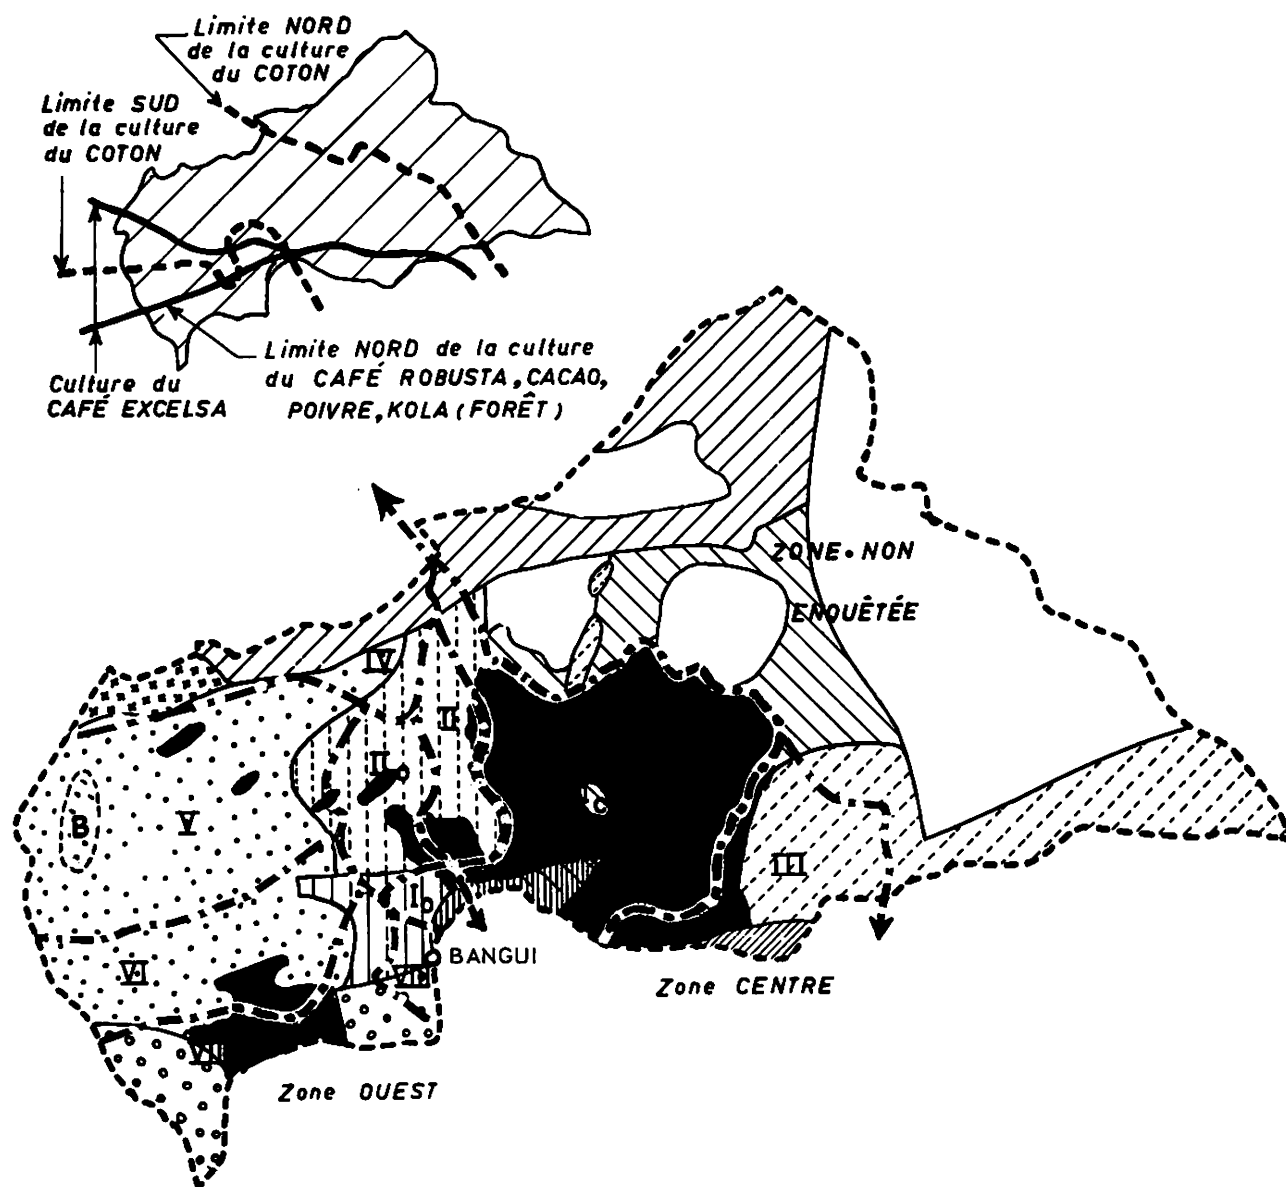 Limite NORD
de la culture
du COTON
Limite SUD
de la culture
du COTON
Limite NORD de la culture
du CAFÉ ROBUSTA, CACAO,
POIVRE, KOLA (FORÊT)
Culture du
CAFÉ EXCELSA
ZONE. NON
ENQUÊTÉE
IV
II
II
B
V
III
I
BANGUI
VI
VII
VII
Zone CENTRE
Zone OUEST